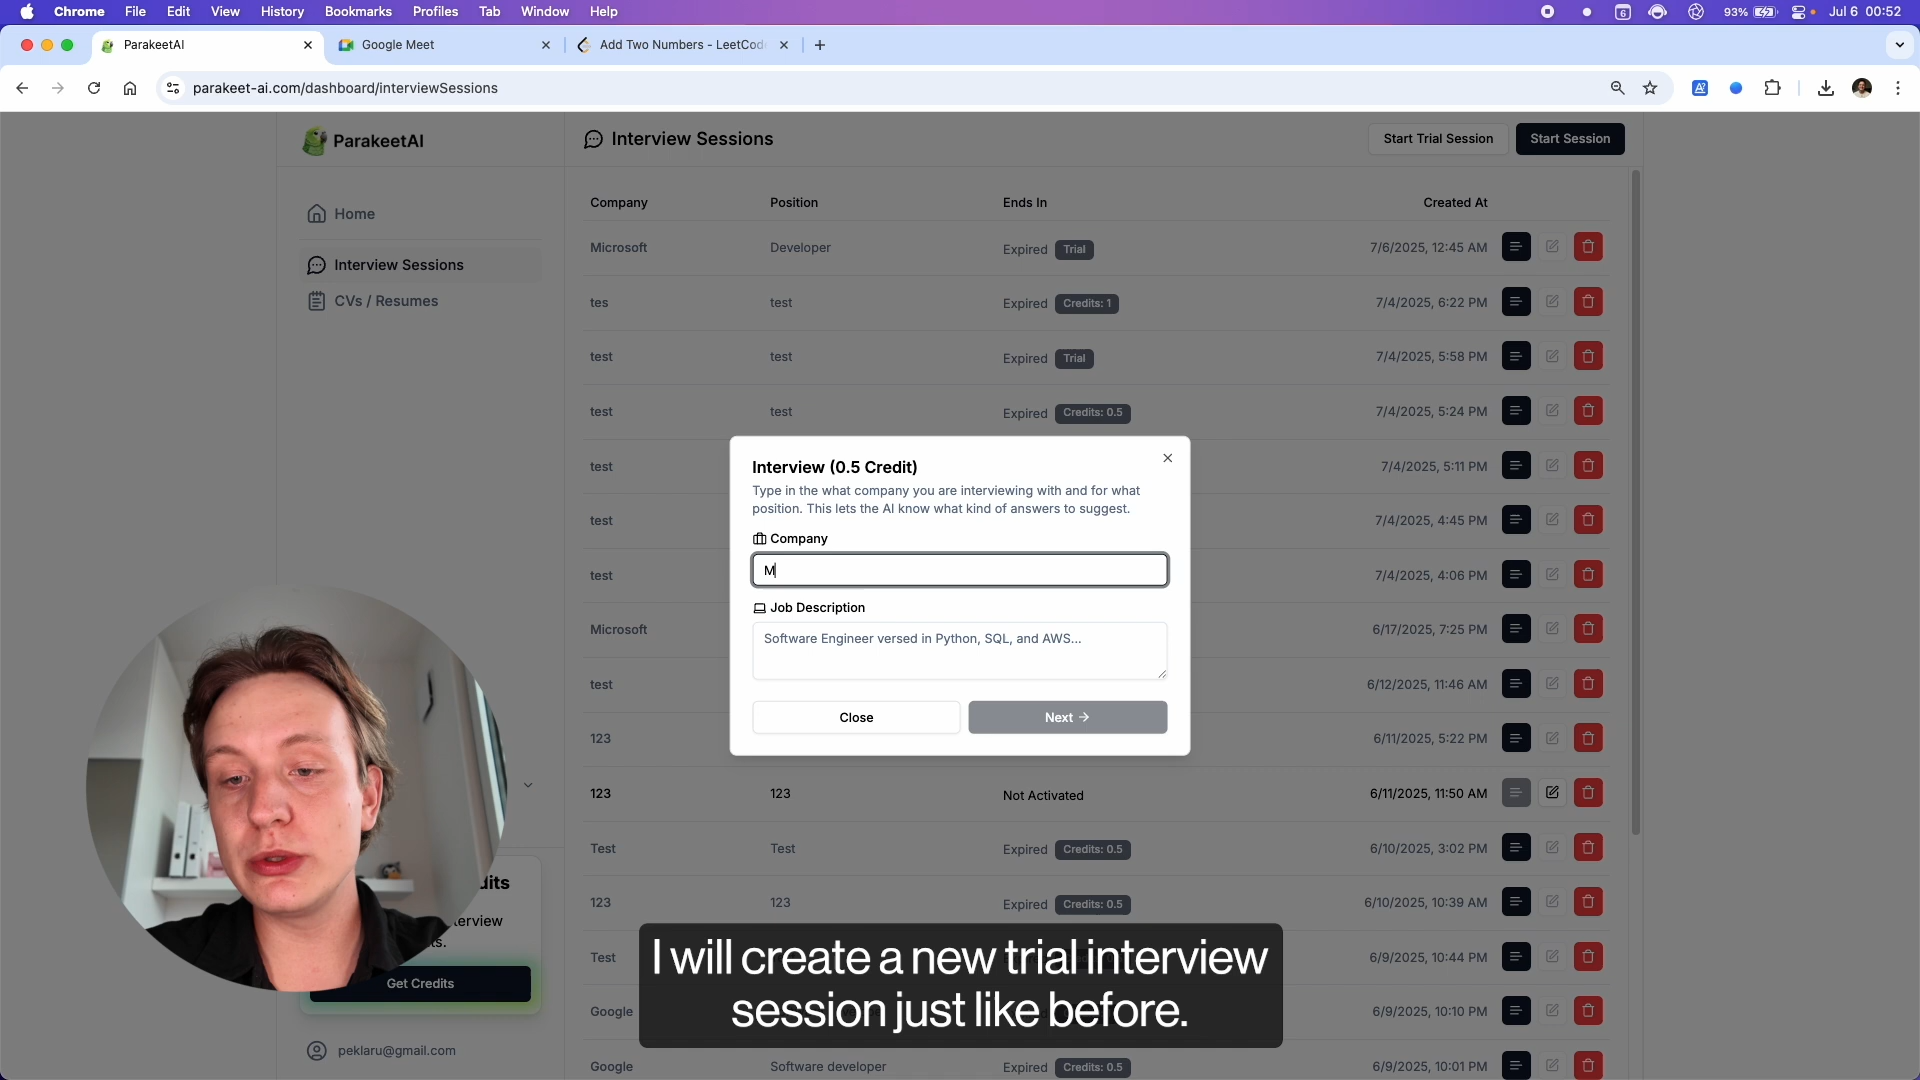 Chrome File Edit View History Bookmarks Profiles Tab Window Help 6 93% Jul 6 00:52
ParakeetAI Google Meet Add Two Numbers - LeetCod
parakeet-ai.com/dashboard/interviewSessions
ParakeetAI
Interview Sessions
Start Trial Session
Start Session
Home
Interview Sessions
CVs / Resumes
Company Position Ends In Created At
Microsoft Developer Expired Trial 7/6/2025, 12:45 AM
tes test Expired Credits: 1 7/4/2025, 6:22 PM
test test Expired Trial 7/4/2025, 5:58 PM
test test Expired Credits: 0.5 7/4/2025, 5:24 PM
test 7/4/2025, 5:11 PM
test 7/4/2025, 4:45 PM
test 7/4/2025, 4:06 PM
Microsoft 6/17/2025, 7:25 PM
test 6/12/2025, 11:46 AM
123 6/11/2025, 5:22 PM
123 123 Not Activated 6/11/2025, 11:50 AM
Test Test Expired Credits: 0.5 6/10/2025, 3:02 PM
123 123 Expired Credits: 0.5 6/10/2025, 10:39 AM
Test 6/9/2025, 10:44 PM
Google 6/9/2025, 10:10 PM
Google Software developer Expired Credits: 0.5 6/9/2025, 10:01 PM
Interview (0.5 Credit)
Type in the what company you are interviewing with and for what
position. This lets the AI know what kind of answers to suggest.
Company
M
Job Description
Software Engineer versed in Python, SQL, and AWS...
Close
Next
Get Credits
peklaru@gmail.com
I will create a new trial interview
session just like before.